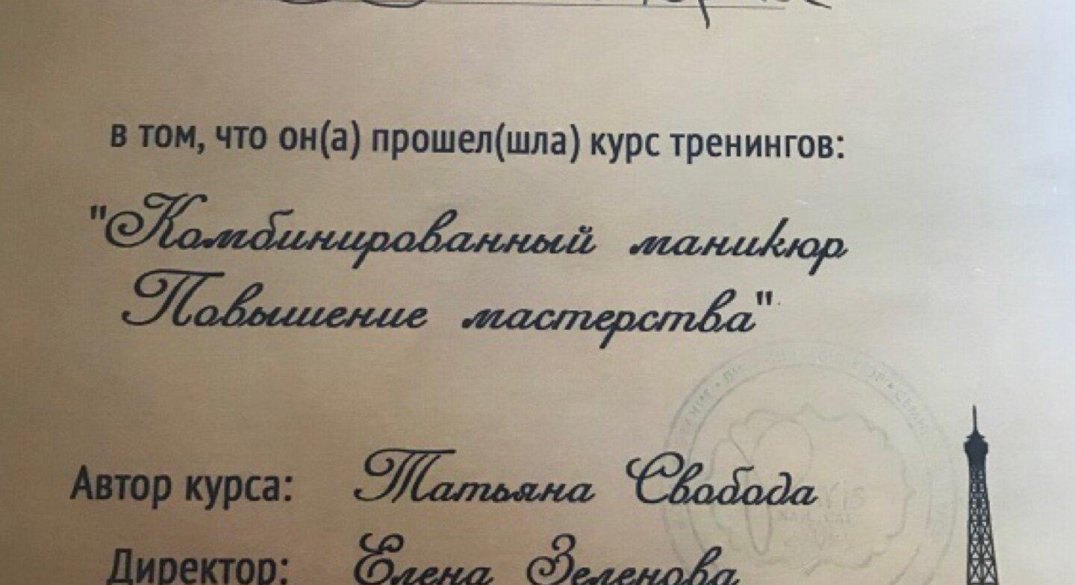 в том, что он(а) прошел(шла) курс тренингов:
"Комбинированный маникюр
Повышение мастерства"
Автор курса: Татьяна Свобода
Директор: Елена Зеленова